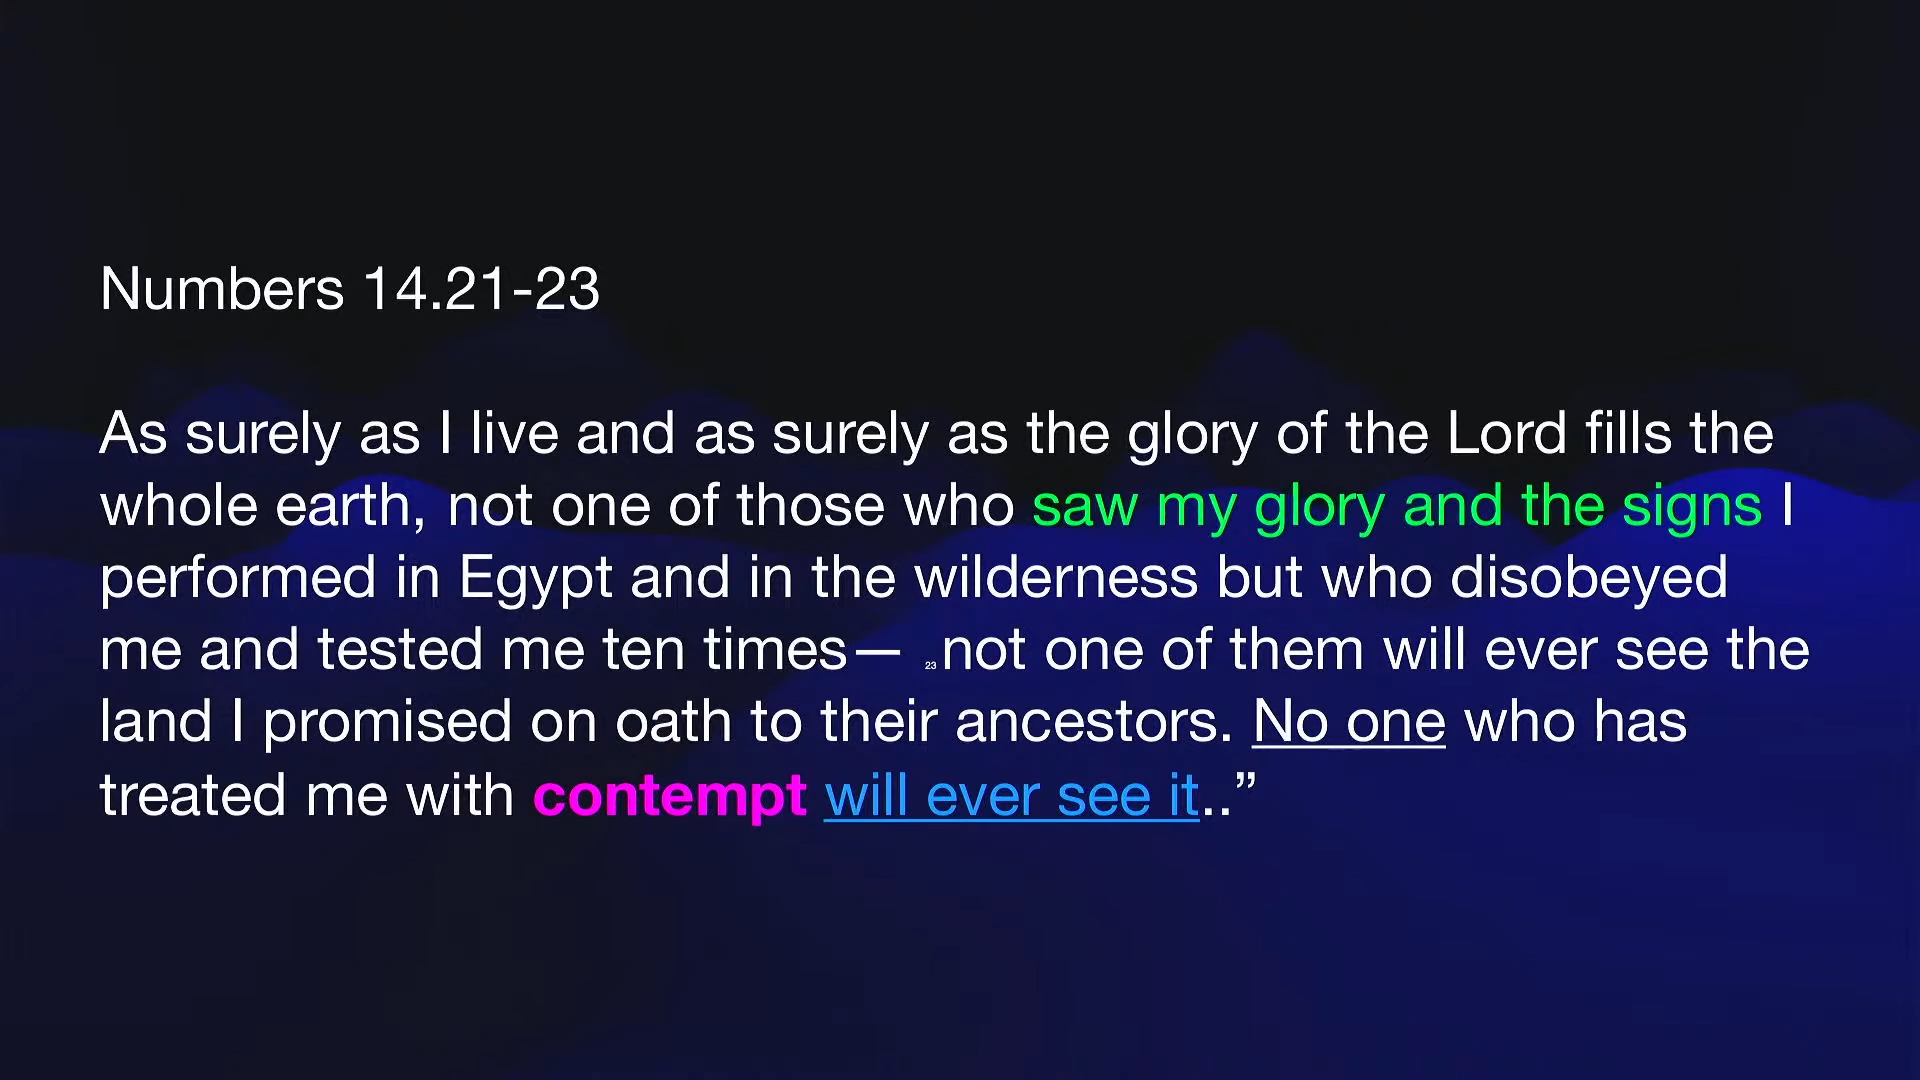 Numbers 14.21-23
As surely as I live and as surely as the glory of the Lord fills the
whole earth, not one of those who saw my glory and the signs I
performed in Egypt and in the wilderness but who disobeyed
me and tested me ten times— 23 not one of them will ever see the
land I promised on oath to their ancestors. No one who has
treated me with contempt will ever see it..”